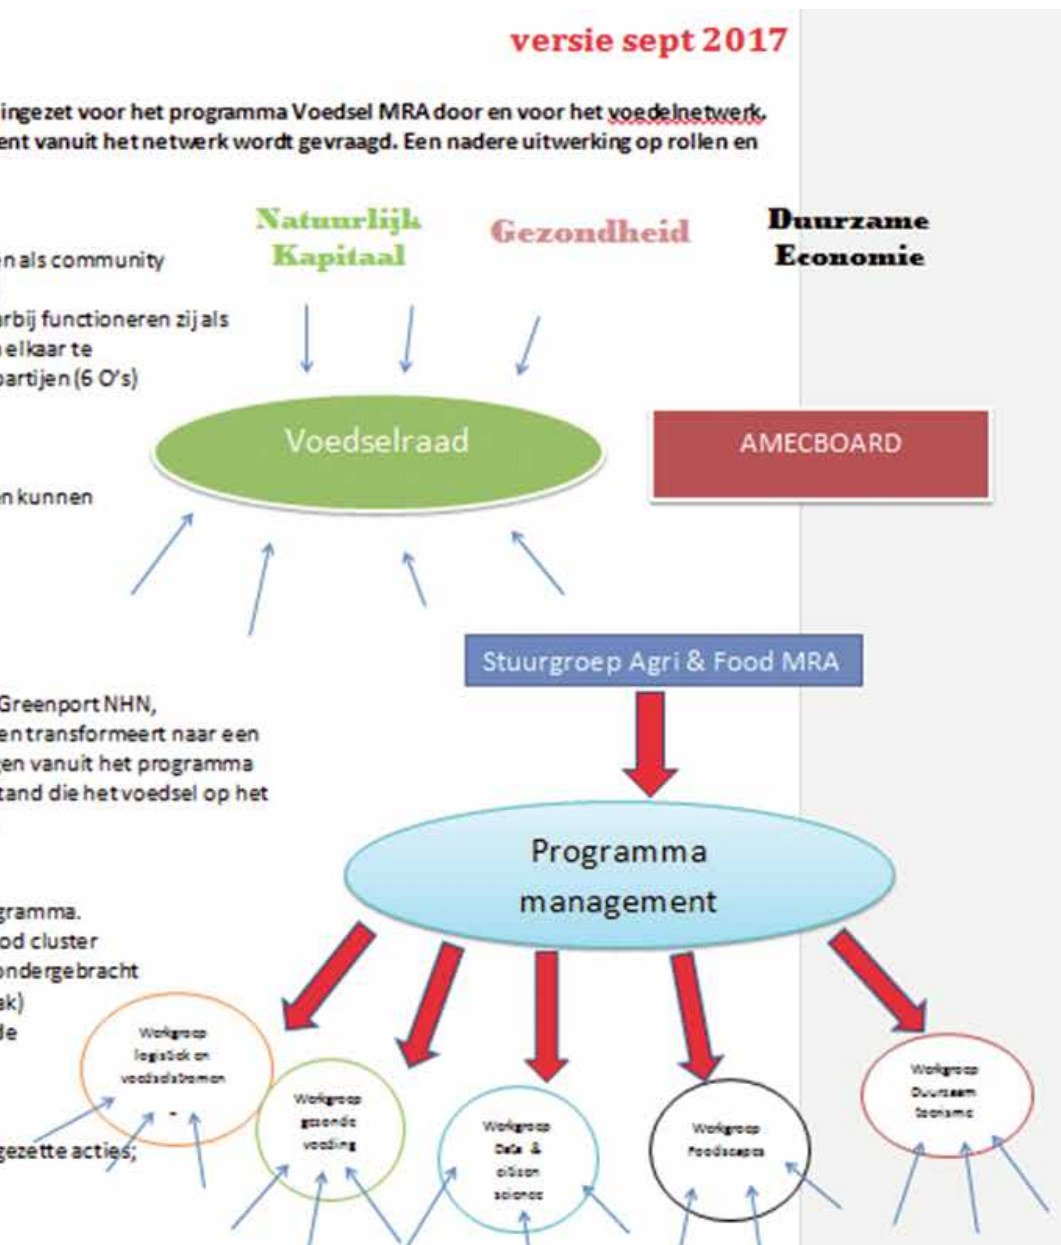 versie sept 2017
ingezet voor het programma Voedsel MRA door en voor het voedelnetwerk.
ent vanuit het netwerk wordt gevraagd. Een nadere uitwerking op rollen en
Natuurlijk
Kapitaal
Gezondheid
Duurzame
Economie
en als community
arbij functioneren zij als
elkaar te
partijen (6 O's)
Voedselraad
AMECBOARD
en kunnen
Stuurgroep Agri & Food MRA
Greenport NHN,
en transformeert naar een
gen vanuit het programma
tand die het voedsel op het
Programma
management
gramma.
od cluster
ondergebracht
ak)
de
Werkgroep
logistiek en
voedselstromen
-
Werkgroep
gezonde
voeding
Werkgroep
Data &
citizen
science
Werkgroep
Foodscapes
Werkgroep
Duurzaam
toerisme
gezette acties;